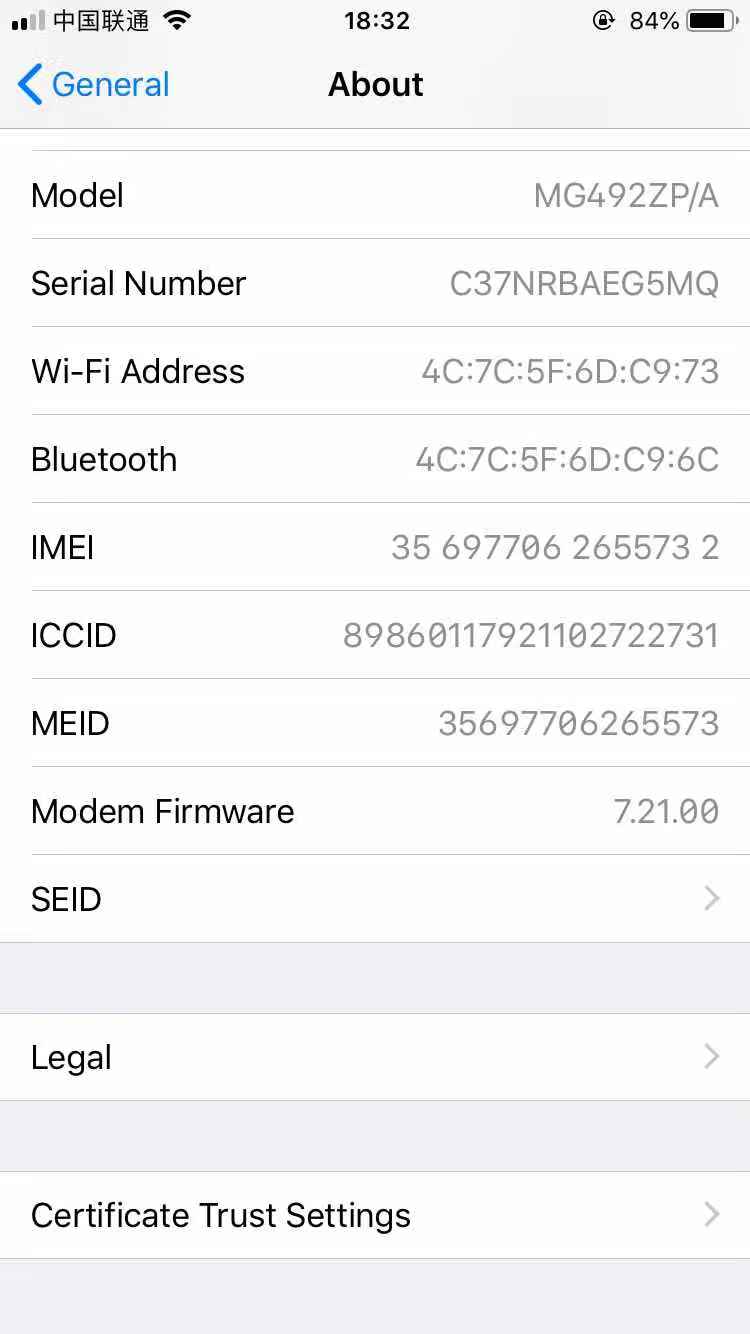 中国联通 18:32 84%
General About
Model MG492ZP/A
Serial Number C37NRBAEG5MQ
Wi-Fi Address 4C:7C:5F:6D:C9:73
Bluetooth 4C:7C:5F:6D:C9:6C
IMEI 35 697706 265573 2
ICCID 89860117921102722731
MEID 35697706265573
Modem Firmware 7.21.00
SEID
Legal
Certificate Trust Settings